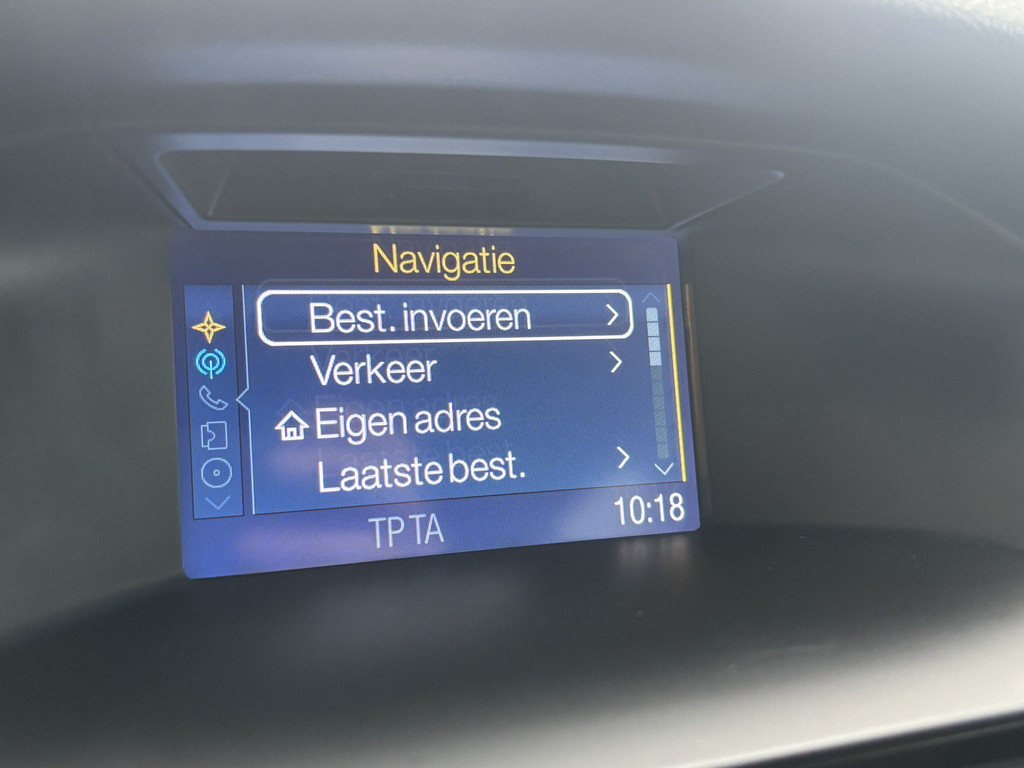 Navigatie
Best. invoeren
Verkeer
Eigen adres
Laatste best.
TP TA
10:18